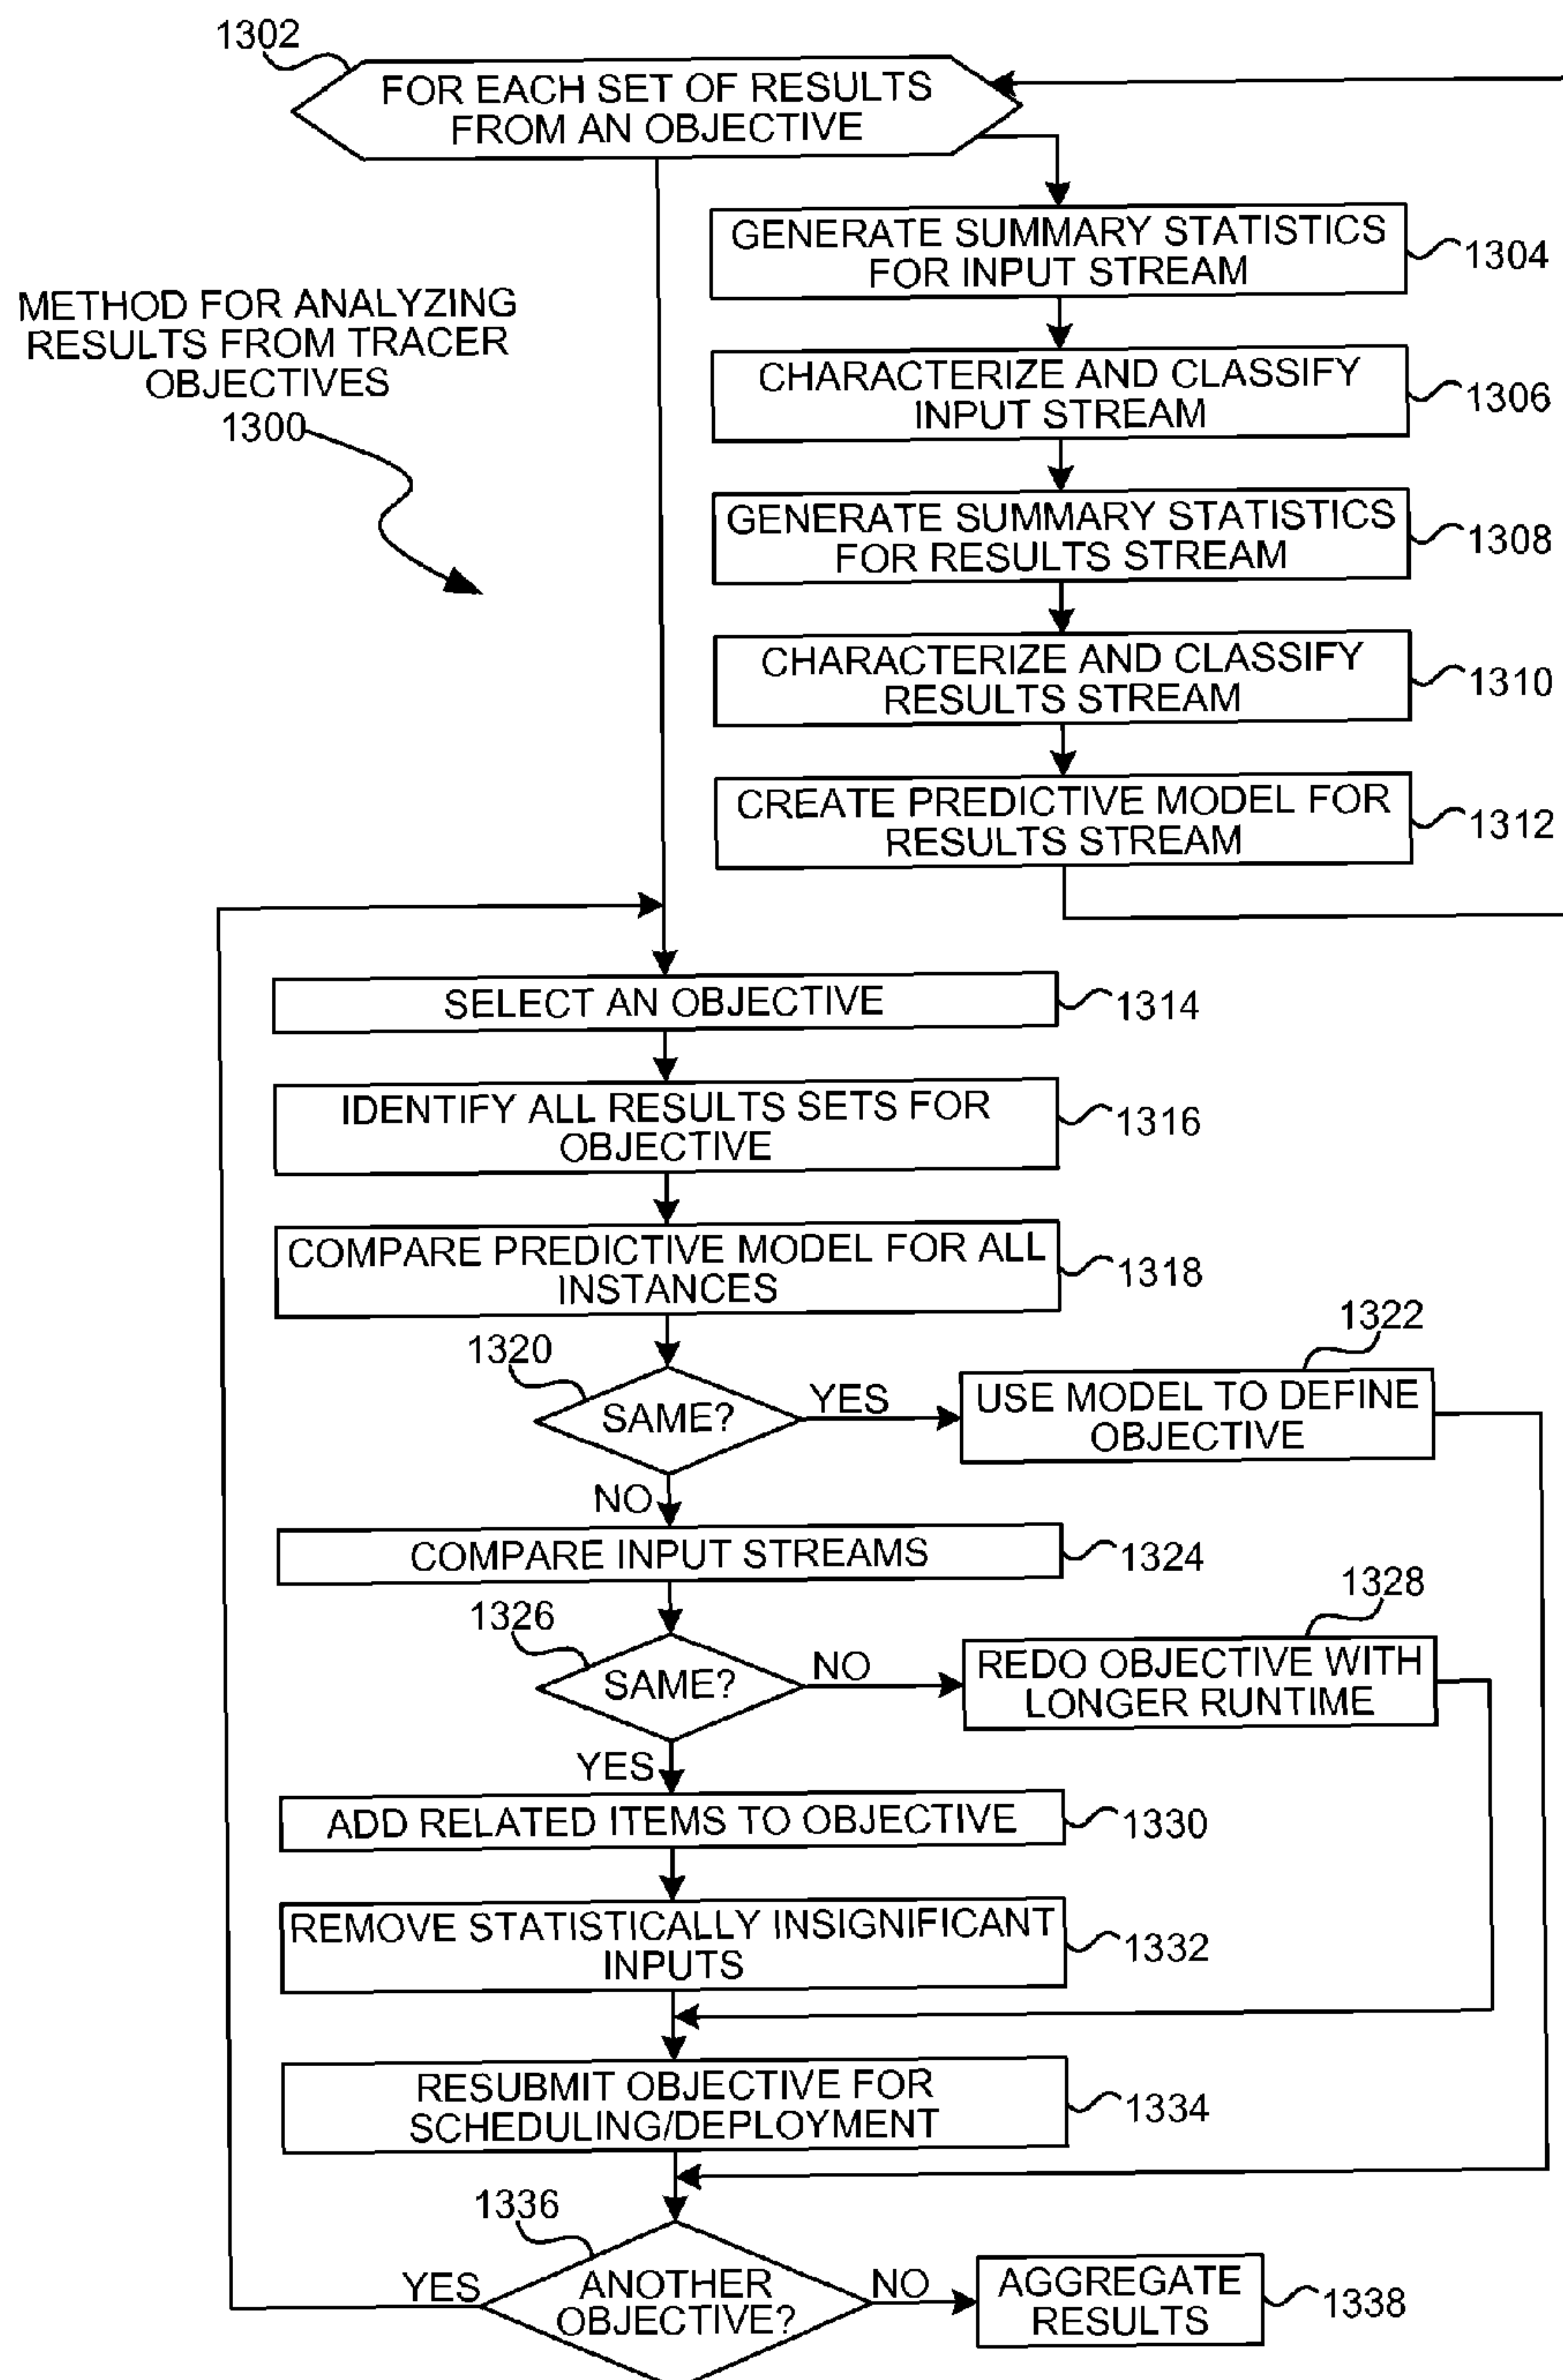 1302
FOR EACH SET OF RESULTS
FROM AN OBJECTIVE
GENERATE SUMMARY STATISTICS
FOR INPUT STREAM
1304
METHOD FOR ANALYZING
RESULTS FROM TRACER
OBJECTIVES
1300
CHARACTERIZE AND CLASSIFY
INPUT STREAM
1306
GENERATE SUMMARY STATISTICS
FOR RESULTS STREAM
1308
CHARACTERIZE AND CLASSIFY
RESULTS STREAM
1310
CREATE PREDICTIVE MODEL FOR
RESULTS STREAM
1312
SELECT AN OBJECTIVE
1314
IDENTIFY ALL RESULTS SETS FOR
OBJECTIVE
1316
COMPARE PREDICTIVE MODEL FOR ALL
INSTANCES
1318
1320
SAME?
YES
1322
USE MODEL TO DEFINE
OBJECTIVE
NO
COMPARE INPUT STREAMS
1324
1326
SAME?
NO
1328
REDO OBJECTIVE WITH
LONGER RUNTIME
YES
ADD RELATED ITEMS TO OBJECTIVE
1330
REMOVE STATISTICALLY INSIGNIFICANT
INPUTS
1332
RESUBMIT OBJECTIVE FOR
SCHEDULING/DEPLOYMENT
1334
1336
YES
ANOTHER
OBJECTIVE?
NO
AGGREGATE
RESULTS
1338